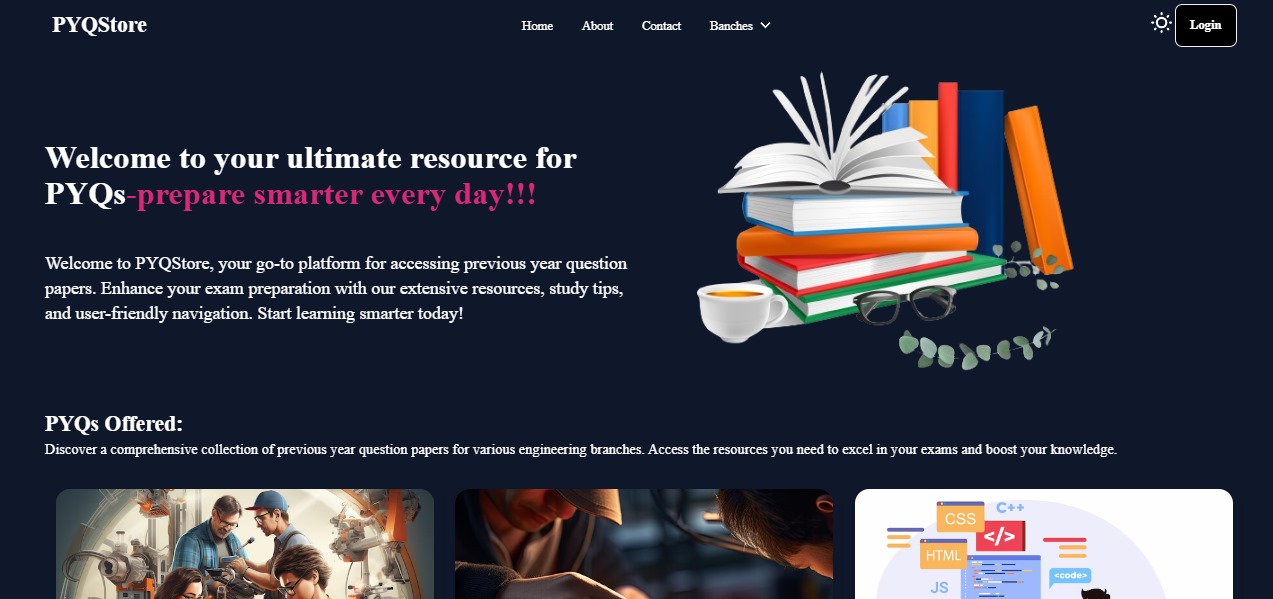 PYQStore
Home
About
Contact
Banches
Login
Welcome to your ultimate resource for
PYQs-prepare smarter every day!!!
Welcome to PYQStore, your go-to platform for accessing previous year question
papers. Enhance your exam preparation with our extensive resources, study tips,
and user-friendly navigation. Start learning smarter today!
PYQs Offered:
Discover a comprehensive collection of previous year question papers for various engineering branches. Access the resources you need to excel in your exams and boost your knowledge.
C++
CSS
</>
HTML
<code>
JS